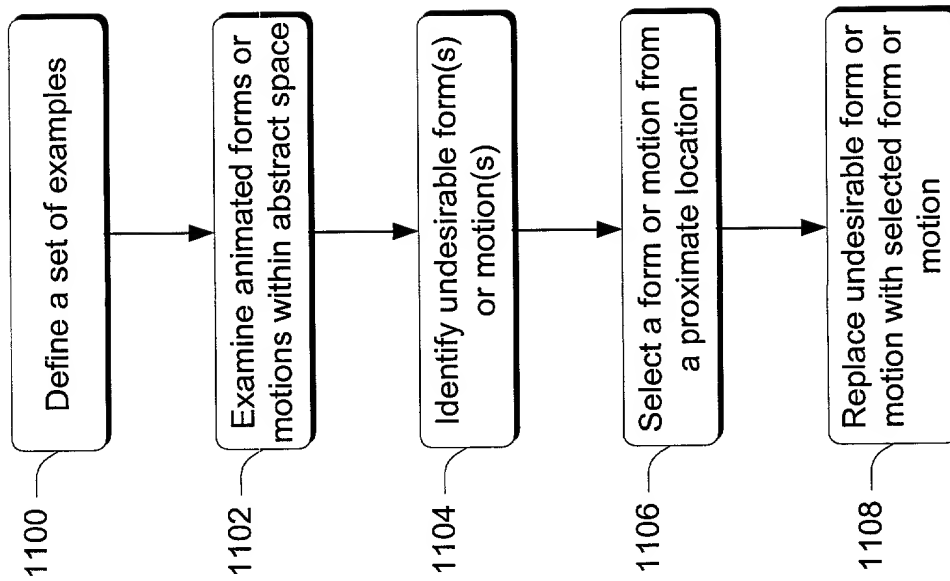 1100
Define a set of examples
1102
Examine animated forms or
motions within abstract space
1104
Identify undesirable form(s)
or motion(s)
1106
Select a form or motion from
a proximate location
1108
Replace undesirable form or
motion with selected form or
motion